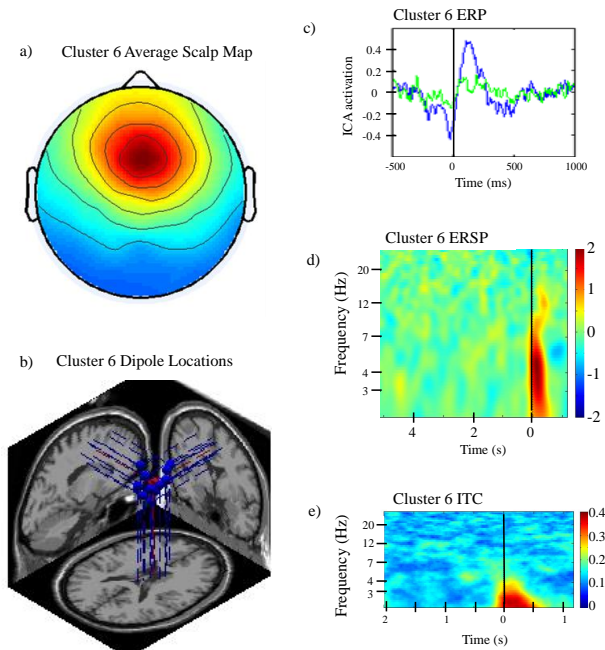 a) Cluster 6 Average Scalp Map
b) Cluster 6 Dipole Locations
c) Cluster 6 ERP
ICA activation
0.4
0.2
0
-0.2
-0.4
-500 0 500 1000
Time (ms)
d) Cluster 6 ERSP
Frequency (Hz)
20
12
7
4
3
4 2 0
Time (s)
2
1
0
-1
-2
e) Cluster 6 ITC
Frequency (Hz)
20
12
7
4
3
2 1 0 1
Time (s)
0.4
0.3
0.2
0.1
0